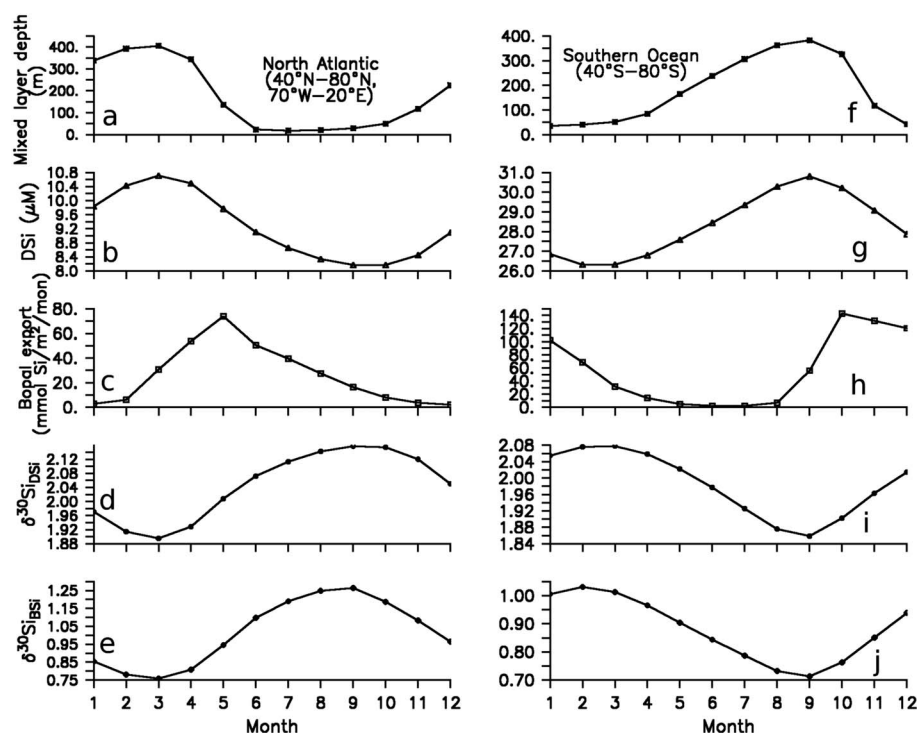 Mixed layer depth
(m)
400.
300.
200.
100.
0.
a
North Atlantic
(40°N–80°N,
70°W–20°E)
DSi (μM)
10.8
10.4
10.0
9.6
9.2
8.8
8.4
8.0
b
Bopal export
(mmol Si/m²/mon)
80.
60.
40.
20.
0.
c
δ³⁰Si_DSi
2.12
2.08
2.04
2.00
1.96
1.92
1.88
d
δ³⁰Si_BSi
1.25
1.15
1.05
0.95
0.85
0.75
e
1 2 3 4 5 6 7 8 9 10 11 12
Month
400.
300.
200.
100.
0.
f
Southern Ocean
(40°S–80°S)
31.0
30.0
29.0
28.0
27.0
26.0
g
140.
120.
100.
80.
60.
40.
20.
0.
h
2.08
2.04
2.00
1.96
1.92
1.88
1.84
i
1.00
0.90
0.80
0.70
j
1 2 3 4 5 6 7 8 9 10 11 12
Month